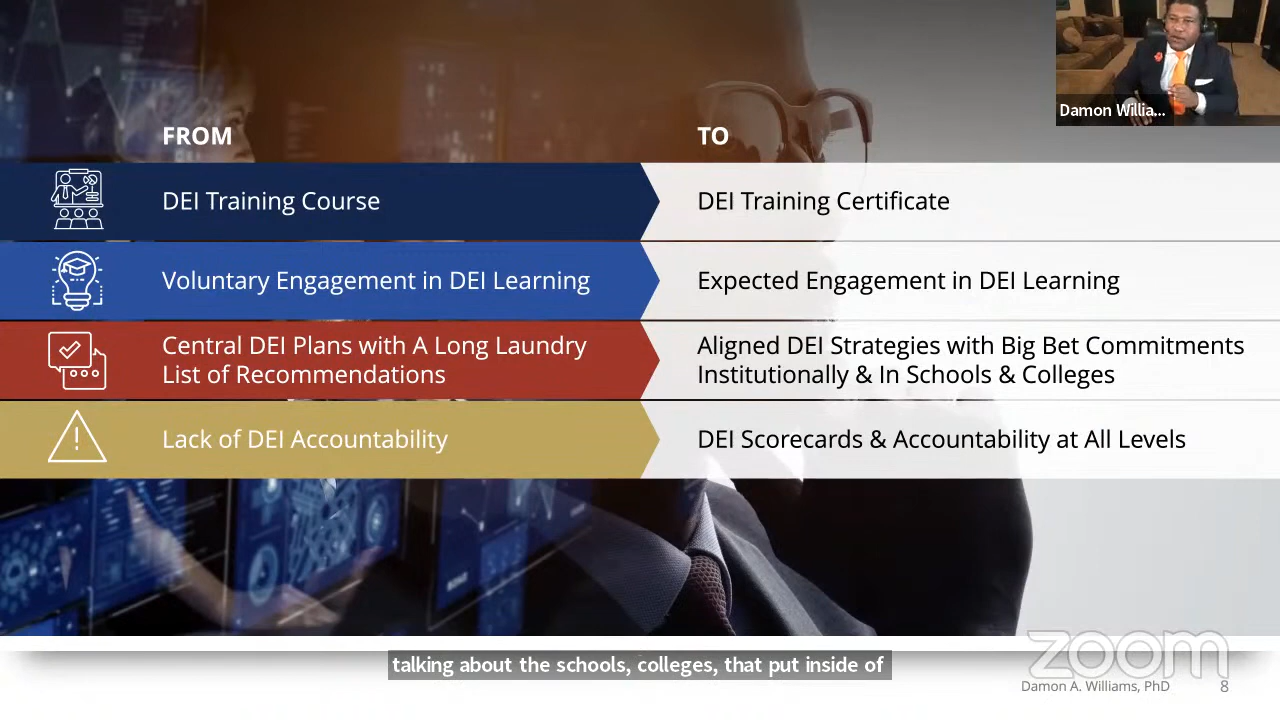 Damon Willia...
FROM
TO
DEI Training Course
DEI Training Certificate
Voluntary Engagement in DEI Learning
Expected Engagement in DEI Learning
Central DEI Plans with A Long Laundry
List of Recommendations
Aligned DEI Strategies with Big Bet Commitments
Institutionally & In Schools & Colleges
Lack of DEI Accountability
DEI Scorecards & Accountability at All Levels
talking about the schools, colleges, that put inside of
zoom
Damon A. Williams, PhD
8